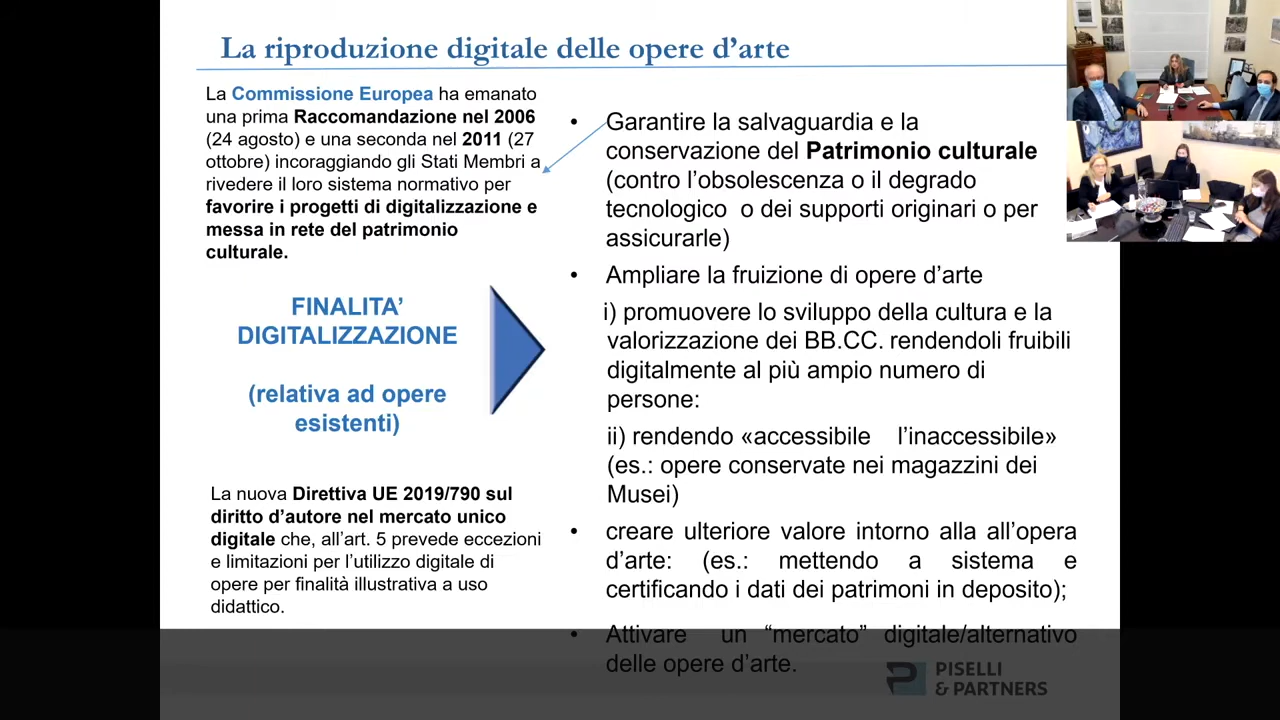 La riproduzione digitale delle opere d’arte
La Commissione Europea ha emanato
una prima Raccomandazione nel 2006
(24 agosto) e una seconda nel 2011 (27
ottobre) incoraggiando gli Stati Membri a
rivedere il loro sistema normativo per
favorire i progetti di digitalizzazione e
messa in rete del patrimonio
culturale.
FINALITA’
DIGITALIZZAZIONE
(relativa ad opere
esistenti)
La nuova Direttiva UE 2019/790 sul
diritto d’autore nel mercato unico
digitale che, all’art. 5 prevede eccezioni
e limitazioni per l’utilizzo digitale di
opere per finalità illustrativa a uso
didattico.
• Garantire la salvaguardia e la
conservazione del Patrimonio culturale
(contro l’obsolescenza o il degrado
tecnologico o dei supporti originari o per
assicurarle)
• Ampliare la fruizione di opere d’arte
i) promuovere lo sviluppo della cultura e la
valorizzazione dei BB.CC. rendendoli fruibili
digitalmente al più ampio numero di
persone:
ii) rendendo «accessibile l’inaccessibile»
(es.: opere conservate nei magazzini dei
Musei)
• creare ulteriore valore intorno alla all’opera
d’arte: (es.: mettendo a sistema e
certificando i dati dei patrimoni in deposito);
• Attivare un “mercato” digitale/alternativo
delle opere d’arte.
PISELLI
& PARTNERS